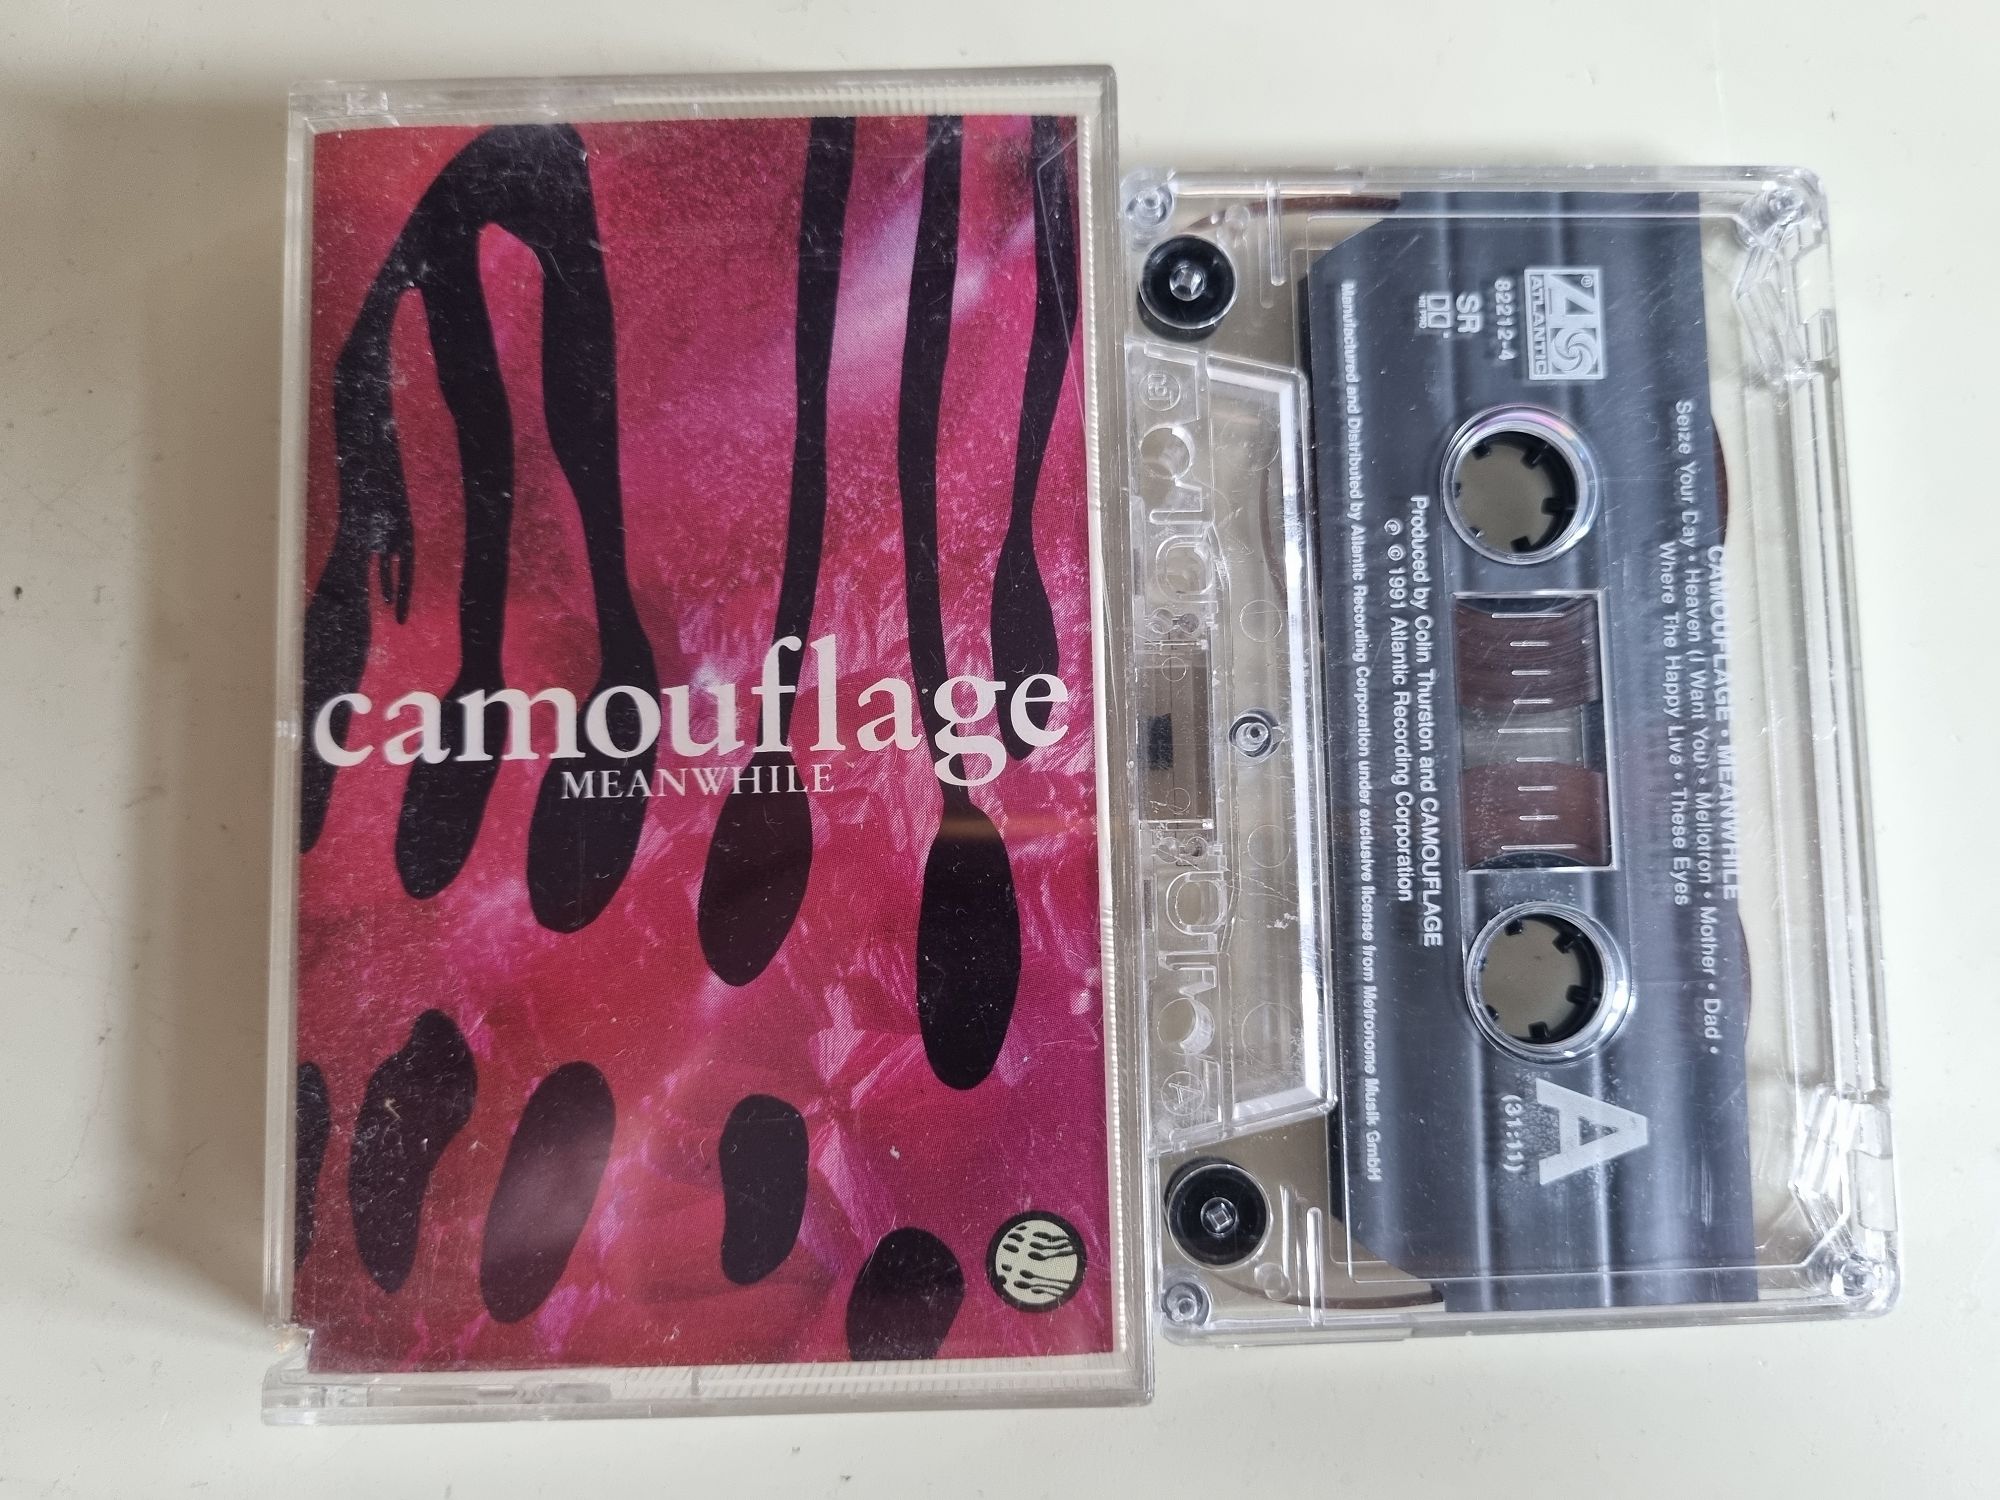 camouflage
MEANWHILE
CAMOUFLAGE • MEANWHILE
Seize Your Day • Heaven (I Want You) • Mellotron • Mother • Dad •
Where The Happy Live • These Eyes
ATLANTIC
82212-4
SR
A
(31:11)
Produced by Colin Thurston and CAMOUFLAGE
℗ © 1991 Atlantic Recording Corporation
Manufactured and Distributed by Atlantic Recording Corporation under exclusive license from Metronome Musik GmbH